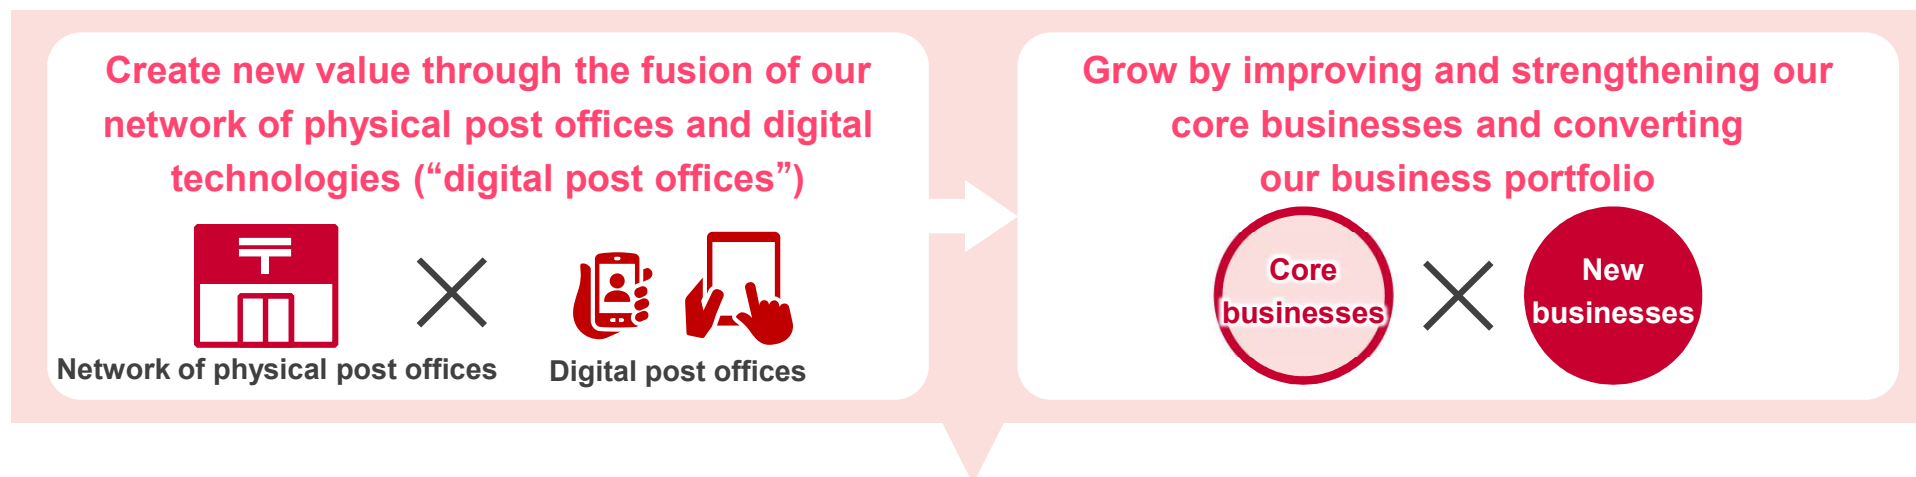 Create new value through the fusion of our
network of physical post offices and digital
technologies (“digital post offices”)
Network of physical post offices
Digital post offices
Grow by improving and strengthening our
core businesses and converting
our business portfolio
Core
businesses
New
businesses